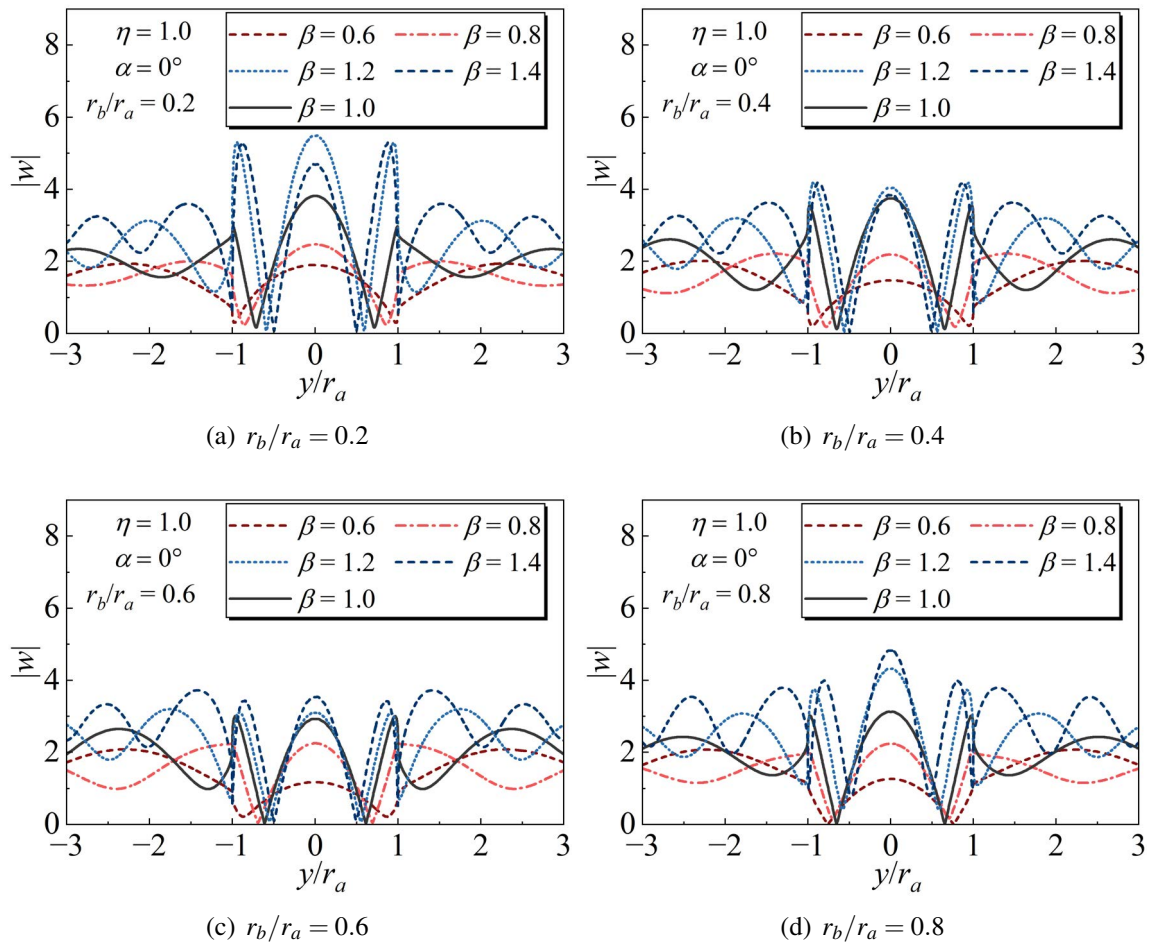 η = 1.0 β = 0.6 β = 0.8
α = 0° β = 1.2 β = 1.4
r_b/r_a = 0.2 β = 1.0
8
6
4
2
0
|w|
−3 −2 −1 0 1 2 3
y/r_a
(a) r_b/r_a = 0.2
η = 1.0 β = 0.6 β = 0.8
α = 0° β = 1.2 β = 1.4
r_b/r_a = 0.4 β = 1.0
8
6
4
2
0
|w|
−3 −2 −1 0 1 2 3
y/r_a
(b) r_b/r_a = 0.4
η = 1.0 β = 0.6 β = 0.8
α = 0° β = 1.2 β = 1.4
r_b/r_a = 0.6 β = 1.0
8
6
4
2
0
|w|
−3 −2 −1 0 1 2 3
y/r_a
(c) r_b/r_a = 0.6
η = 1.0 β = 0.6 β = 0.8
α = 0° β = 1.2 β = 1.4
r_b/r_a = 0.8 β = 1.0
8
6
4
2
0
|w|
−3 −2 −1 0 1 2 3
y/r_a
(d) r_b/r_a = 0.8